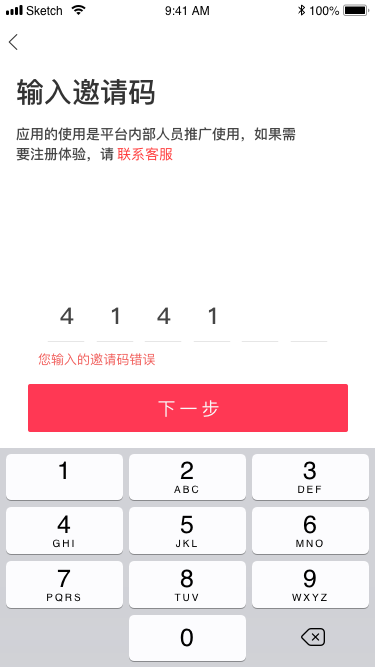 Sketch 9:41 AM 100%
输入邀请码
应用的使用是平台内部人员推广使用，如果需
要注册体验，请 联系客服
4 1 4 1
您输入的邀请码错误
下一步
1 2 3
ABC DEF
4 5 6
GHI JKL MNO
7 8 9
PQRS TUV WXYZ
0